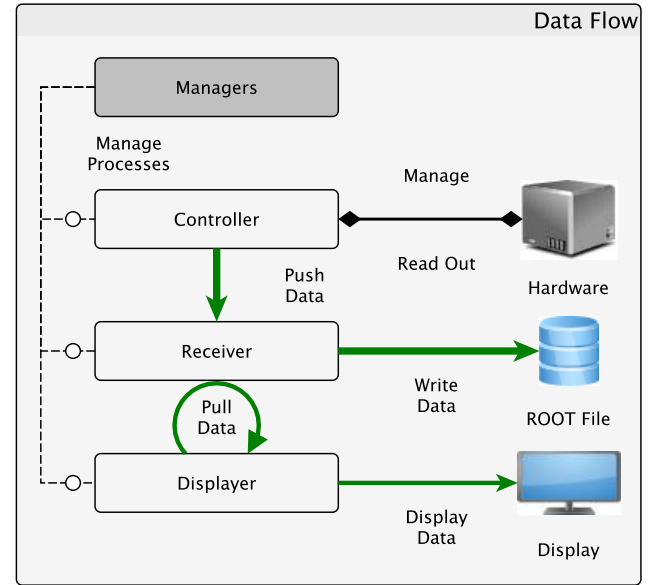 Data Flow
Managers
Manage
Processes
Manage
Controller
Read Out
Hardware
Push
Data
Receiver
Write
Data
ROOT File
Pull
Data
Displayer
Display
Data
Display